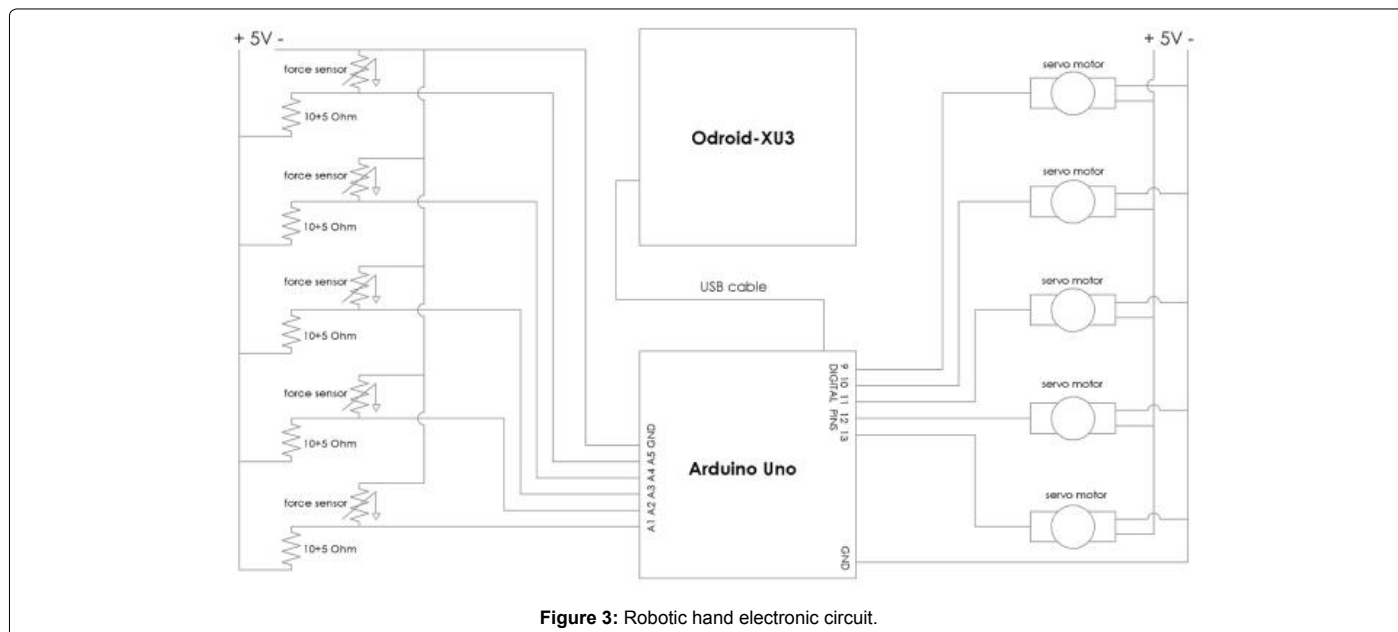 + 5V -
force sensor
10+5 Ohm
force sensor
10+5 Ohm
force sensor
10+5 Ohm
force sensor
10+5 Ohm
force sensor
10+5 Ohm
Odroid-XU3
USB cable
Arduino Uno
GND
A5
A4
A3
A2
A1
9
10
11
12
13
DIGITAL PINS
GND
+ 5V -
servo motor
servo motor
servo motor
servo motor
servo motor
Figure 3: Robotic hand electronic circuit.